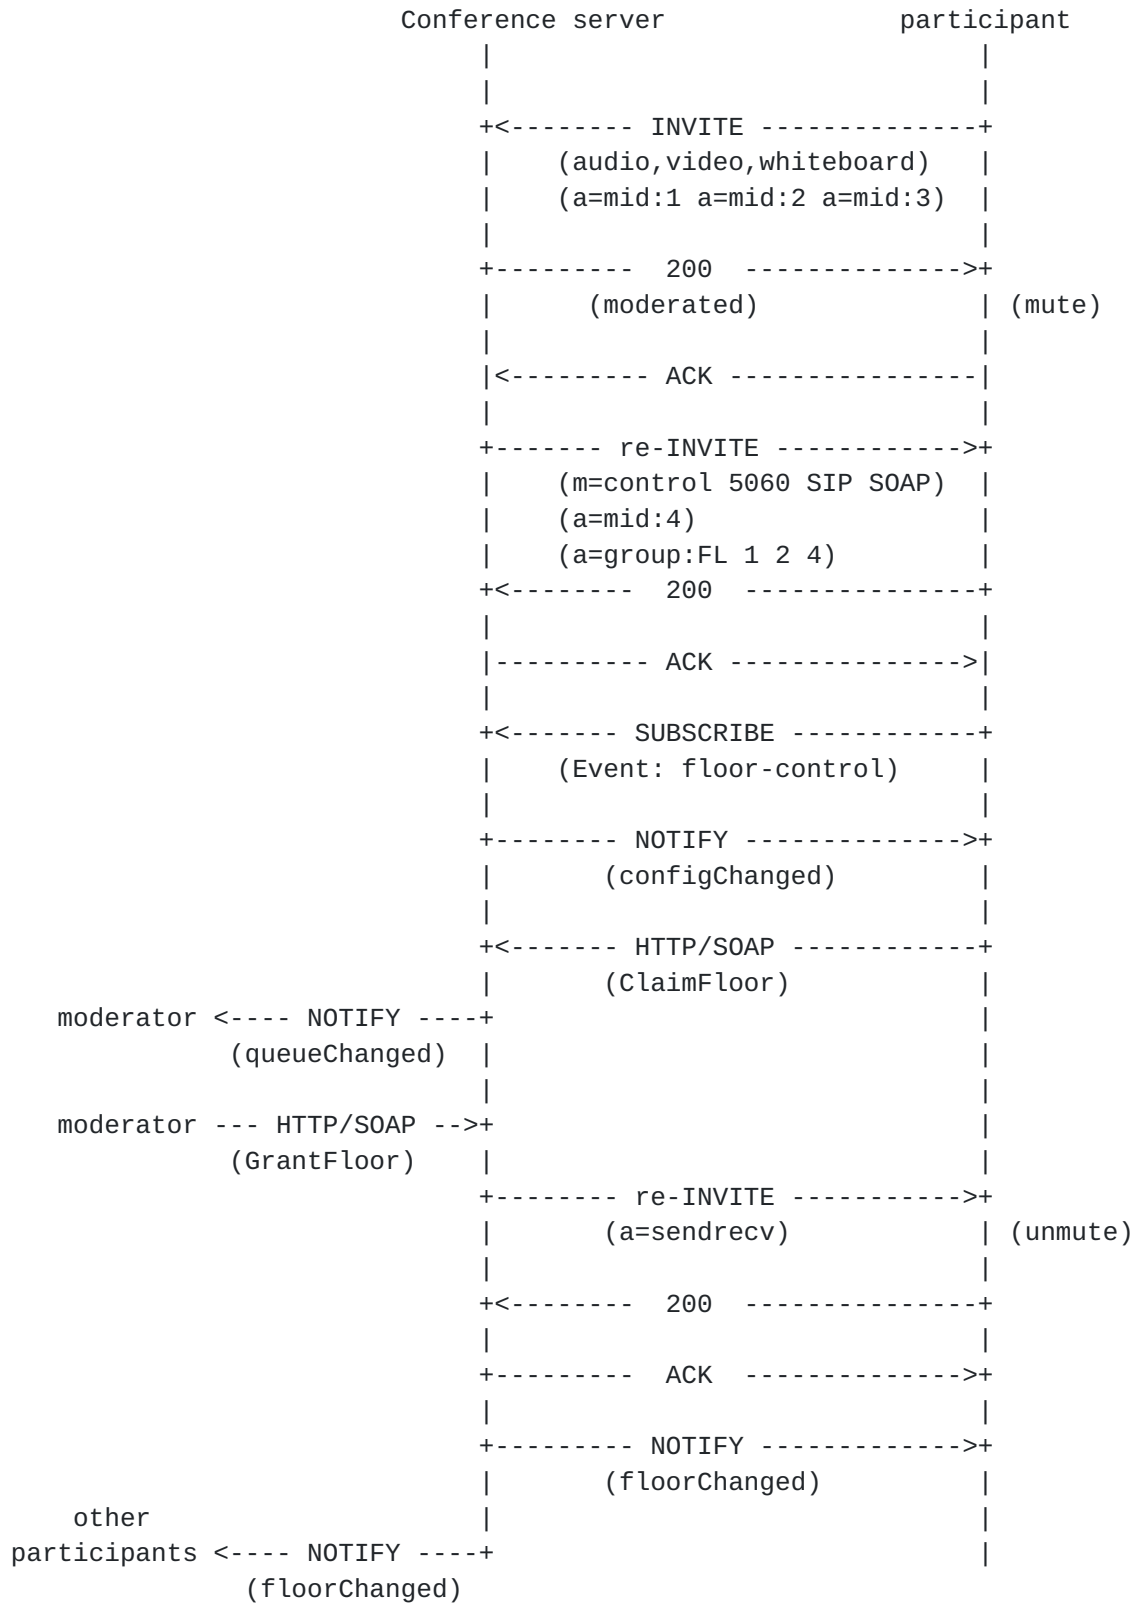 Conference server               participant
|                               |
|                               |
+<-------- INVITE --------------+
|    (audio,video,whiteboard)   |
|    (a=mid:1 a=mid:2 a=mid:3)  |
|                               |
+---------  200  -------------->+
|      (moderated)              | (mute)
|                               |
|<--------- ACK ----------------|
|                               |
+------- re-INVITE ------------>+
|    (m=control 5060 SIP SOAP)  |
|    (a=mid:4)                  |
|    (a=group:FL 1 2 4)         |
+<--------  200  ---------------+
|                               |
|---------- ACK --------------->|
|                               |
+<------- SUBSCRIBE ------------+
|    (Event: floor-control)     |
|                               |
+-------- NOTIFY -------------->+
|       (configChanged)         |
|                               |
+<------- HTTP/SOAP ------------+
|       (ClaimFloor)            |
moderator <---- NOTIFY ----+                               |
(queueChanged)  |                               |
|                               |
moderator --- HTTP/SOAP -->+                               |
(GrantFloor)    |                               |
+-------- re-INVITE ----------->+
|       (a=sendrecv)            | (unmute)
|                               |
+<--------  200  ---------------+
|                               |
+---------  ACK  -------------->+
|                               |
+--------- NOTIFY ------------->+
|       (floorChanged)          |
other                     |                               |
participants <---- NOTIFY ----+                               |
(floorChanged)